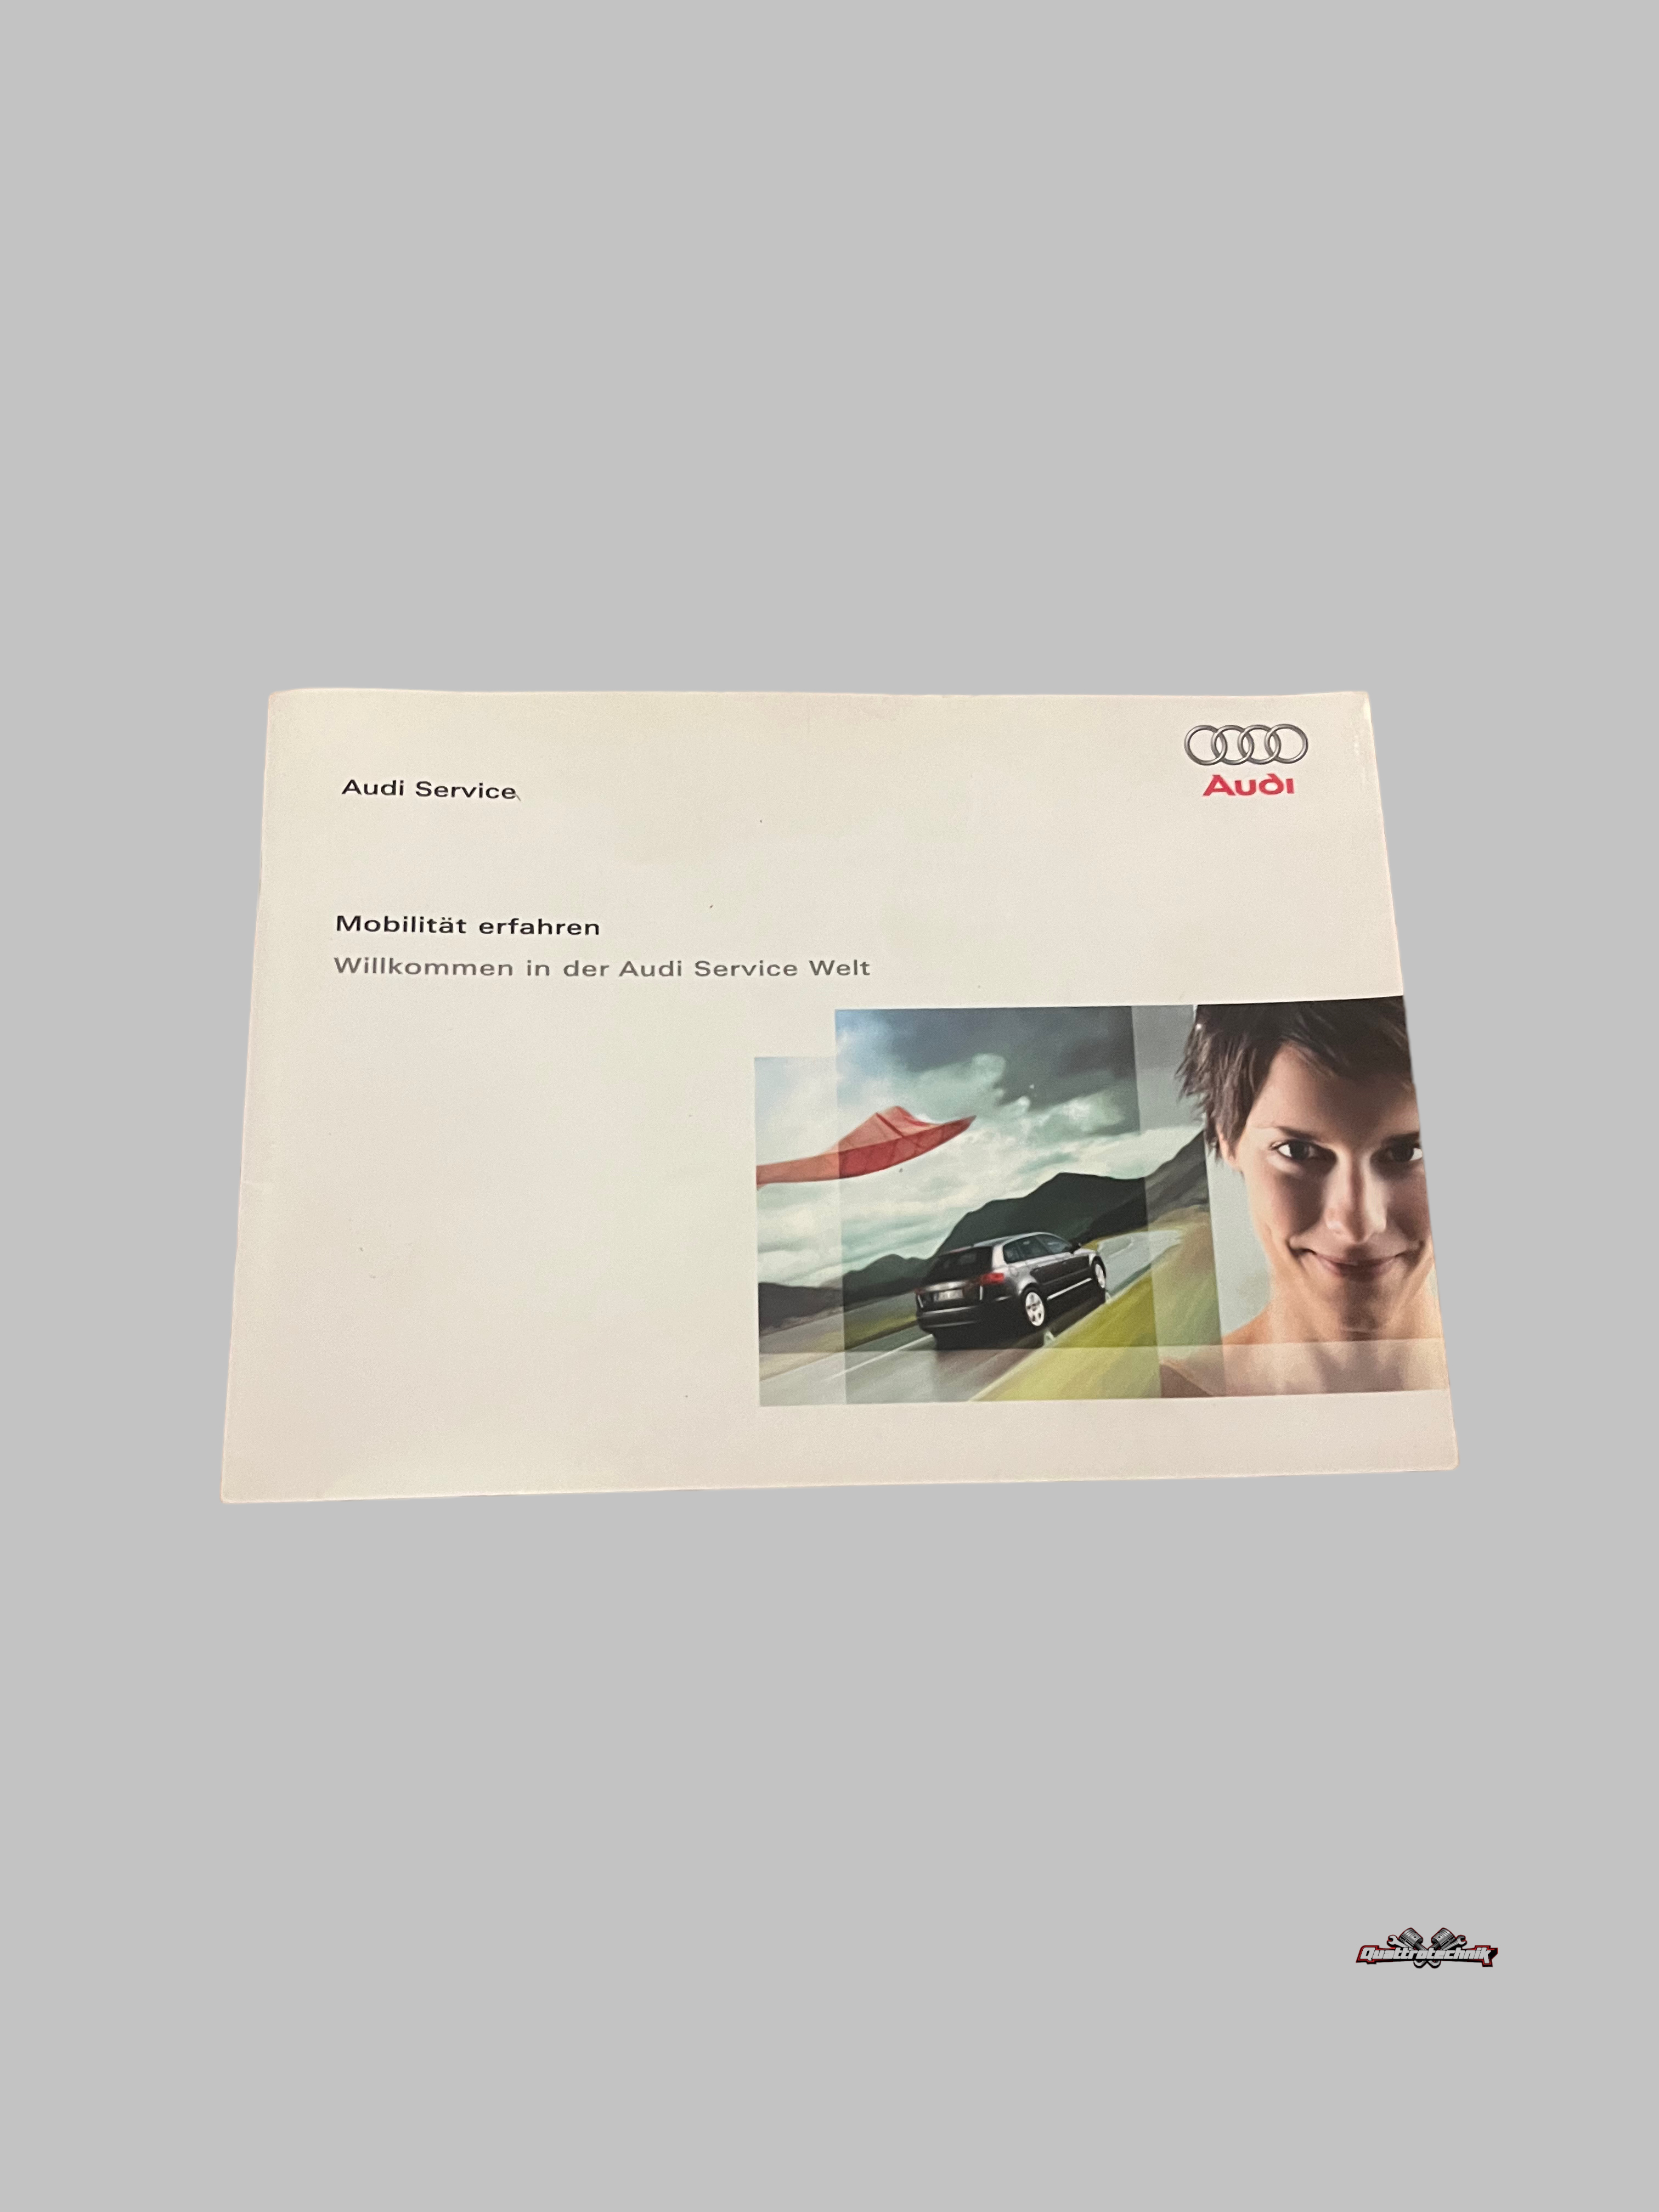 Audi Service
Audi
Mobilität erfahren
Willkommen in der Audi Service Welt
Quattrotechnik